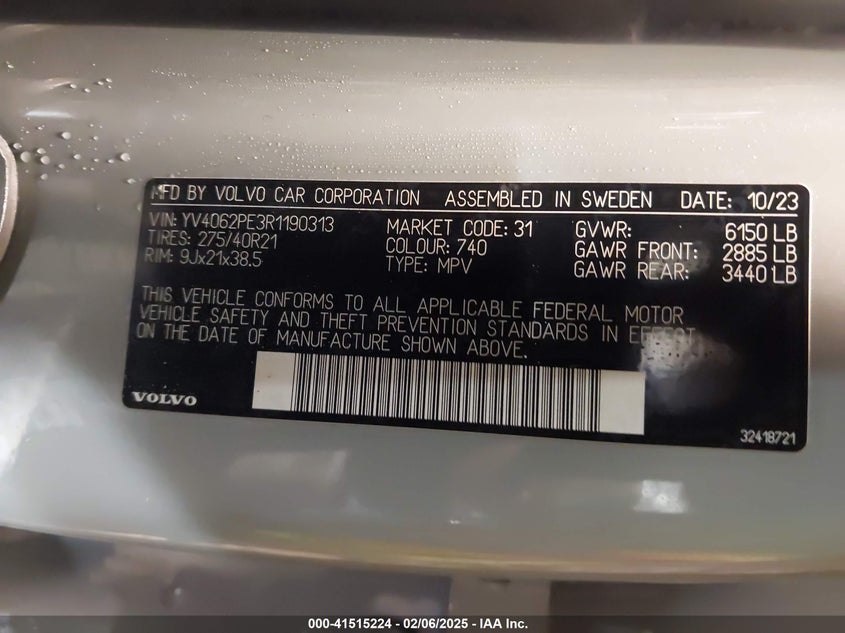 MFD BY VOLVO CAR CORPORATION ASSEMBLED IN SWEDEN DATE: 10/23
VIN: YV4062PE3R1190313 MARKET CODE: 31 GVWR: 6150 LB
TIRES: 275/40R21 COLOUR: 740 GAWR FRONT: 2885 LB
RIM: 9Jx21x38.5 TYPE: MPV GAWR REAR: 3440 LB
THIS VEHICLE CONFORMS TO ALL APPLICABLE FEDERAL MOTOR
VEHICLE SAFETY AND THEFT PREVENTION STANDARDS IN EFFECT
ON THE DATE OF MANUFACTURE SHOWN ABOVE.
VOLVO
32418721
000-41515224 - 02/06/2025 - IAA Inc.